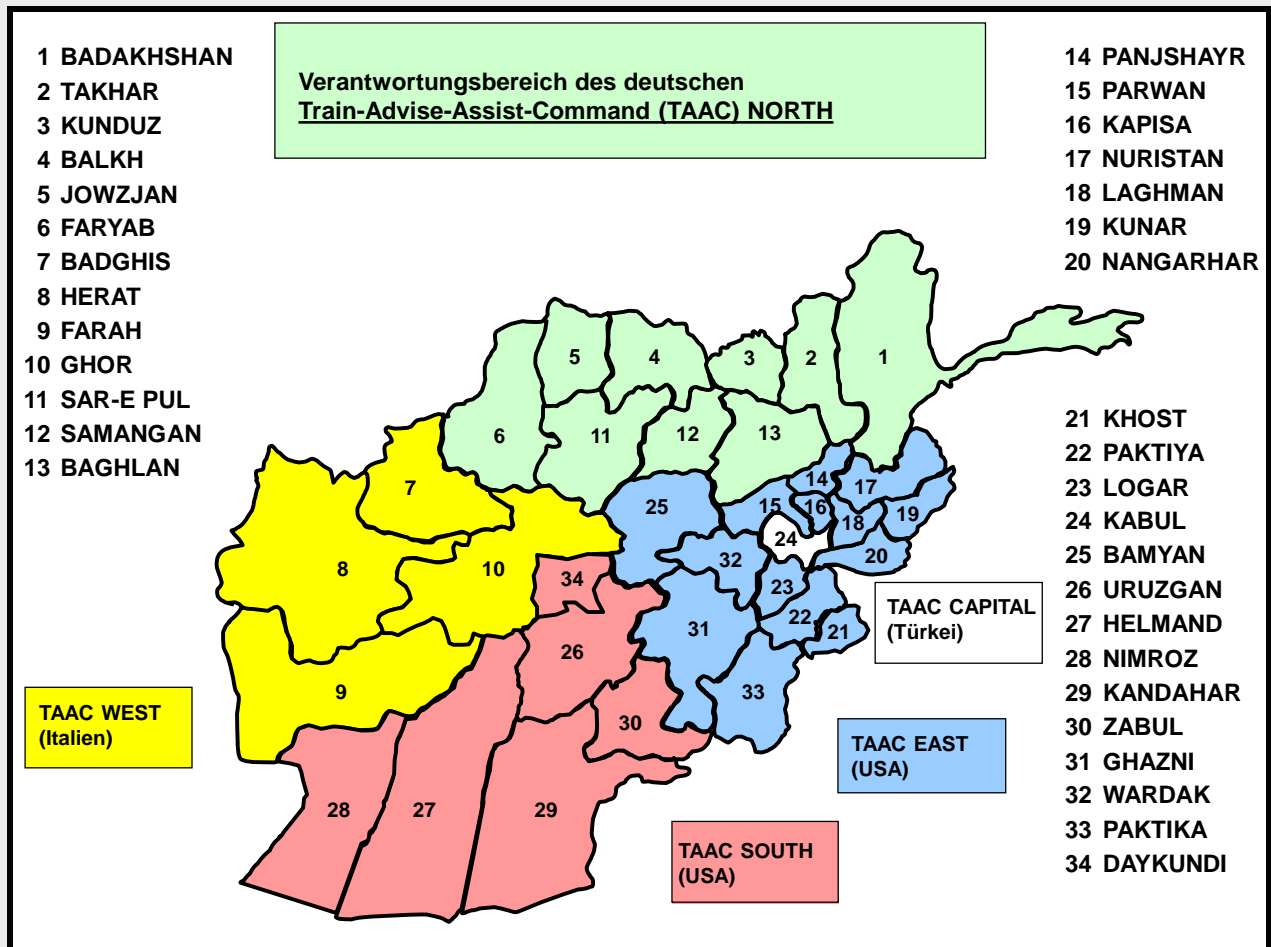 1 BADAKHSHAN
2 TAKHAR
3 KUNDUZ
4 BALKH
5 JOWZJAN
6 FARYAB
7 BADGHIS
8 HERAT
9 FARAH
10 GHOR
11 SAR-E PUL
12 SAMANGAN
13 BAGHLAN
Verantwortungsbereich des deutschen
Train-Advise-Assist-Command (TAAC) NORTH
14 PANJSHAYR
15 PARWAN
16 KAPISA
17 NURISTAN
18 LAGHMAN
19 KUNAR
20 NANGARHAR
21 KHOST
22 PAKTIYA
23 LOGAR
24 KABUL
25 BAMYAN
26 URUZGAN
27 HELMAND
28 NIMROZ
29 KANDAHAR
30 ZABUL
31 GHAZNI
32 WARDAK
33 PAKTIKA
34 DAYKUNDI
5
4
3
2
1
6
11
12
13
7
25
14
17
15
16
18
19
24
20
8
10
34
32
23
22
21
31
26
33
9
30
28
27
29
TAAC CAPITAL
(Türkei)
TAAC WEST
(Italien)
TAAC EAST
(USA)
TAAC SOUTH
(USA)